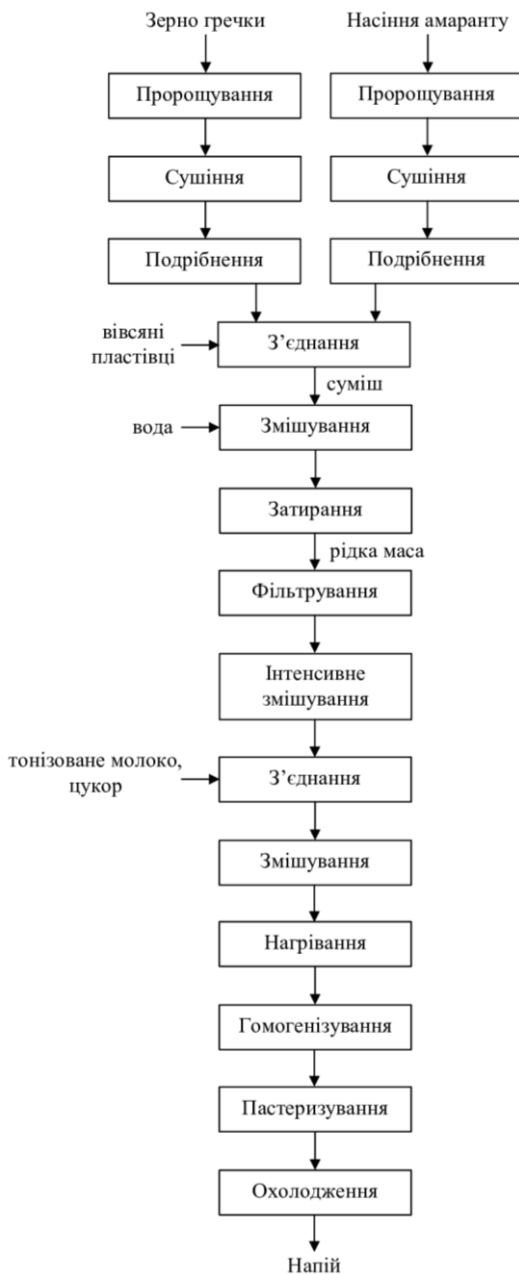 Зерно гречки
Насіння амаранту
Пророщування
Пророщування
Сушіння
Сушіння
Подрібнення
Подрібнення
вівсяні
пластівці
З’єднання
суміш
вода
Змішування
Затирання
рідка маса
Фільтрування
Інтенсивне
змішування
тонізоване молоко,
цукор
З’єднання
Змішування
Нагрівання
Гомогенізування
Пастеризування
Охолодження
Напій